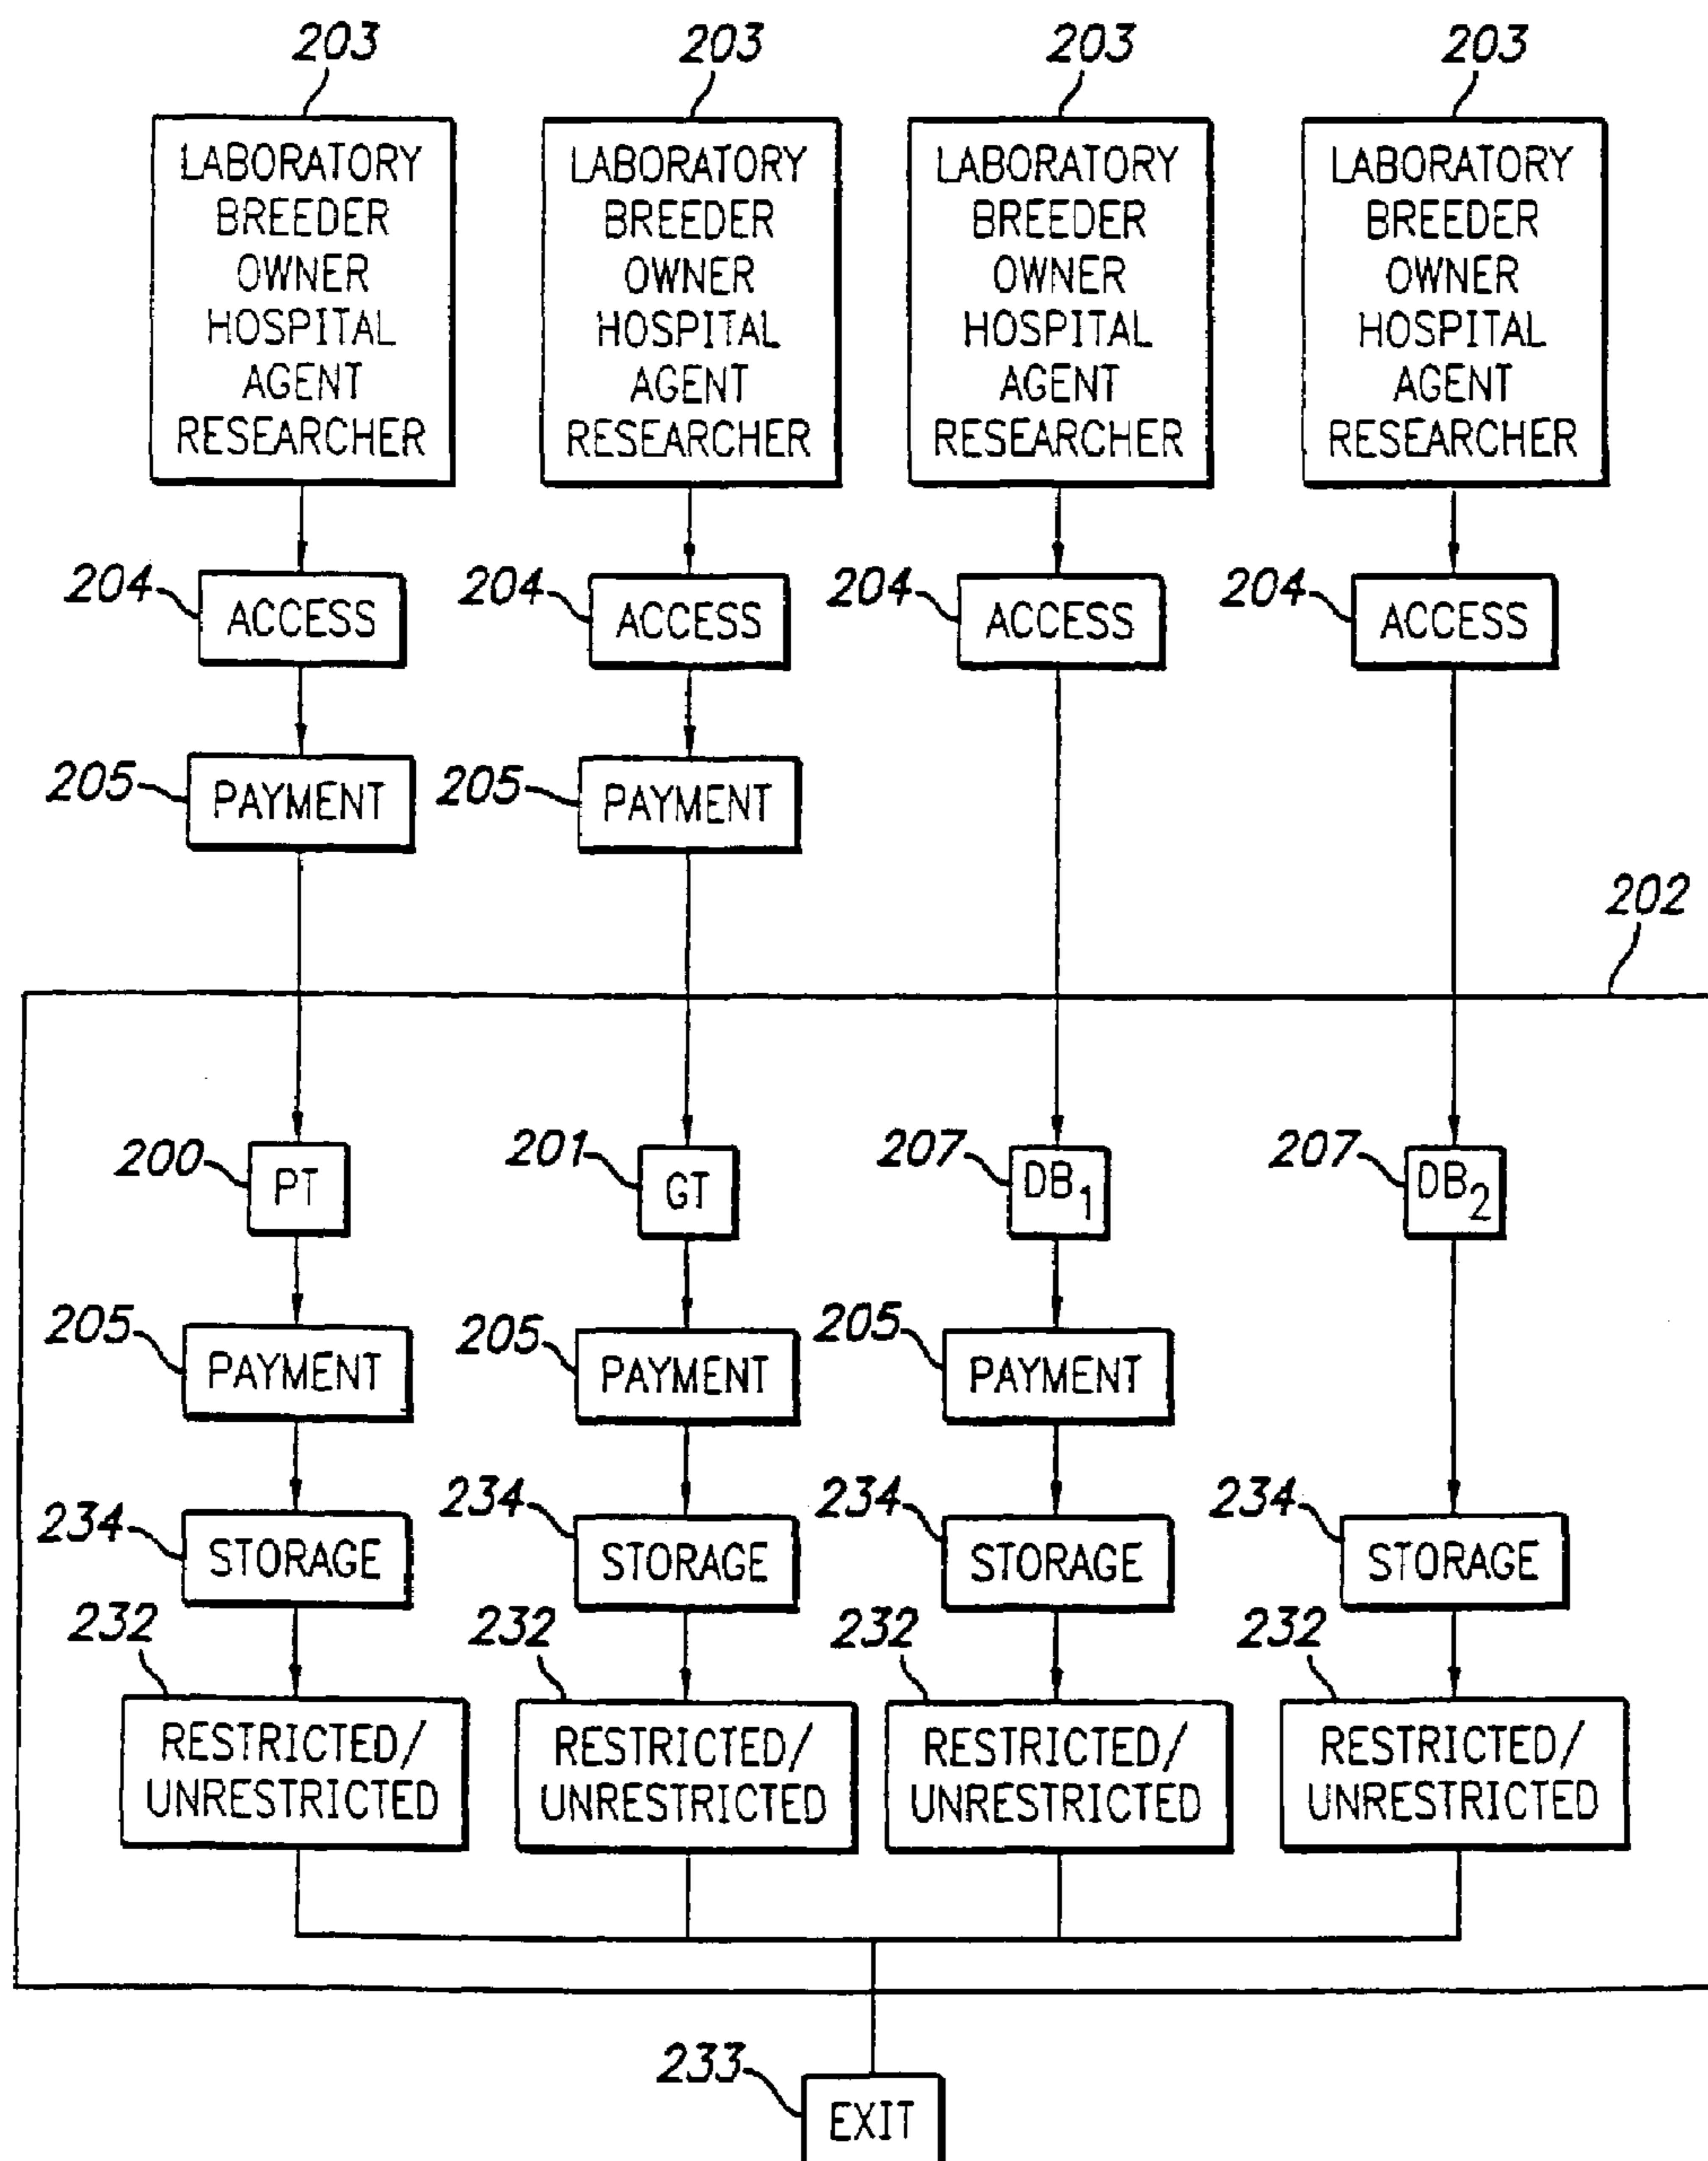 203 203 203 203
LABORATORY LABORATORY LABORATORY LABORATORY
BREEDER BREEDER BREEDER BREEDER
OWNER OWNER OWNER OWNER
HOSPITAL HOSPITAL HOSPITAL HOSPITAL
AGENT AGENT AGENT AGENT
RESEARCHER RESEARCHER RESEARCHER RESEARCHER
204 ACCESS 204 ACCESS 204 ACCESS 204 ACCESS
205 PAYMENT 205 PAYMENT
202
200 PT 201 GT 207 DB1 207 DB2
205 PAYMENT 205 PAYMENT 205 PAYMENT
234 STORAGE 234 STORAGE 234 STORAGE 234 STORAGE
232 232 232 232
RESTRICTED/ RESTRICTED/ RESTRICTED/ RESTRICTED/
UNRESTRICTED UNRESTRICTED UNRESTRICTED UNRESTRICTED
233 EXIT